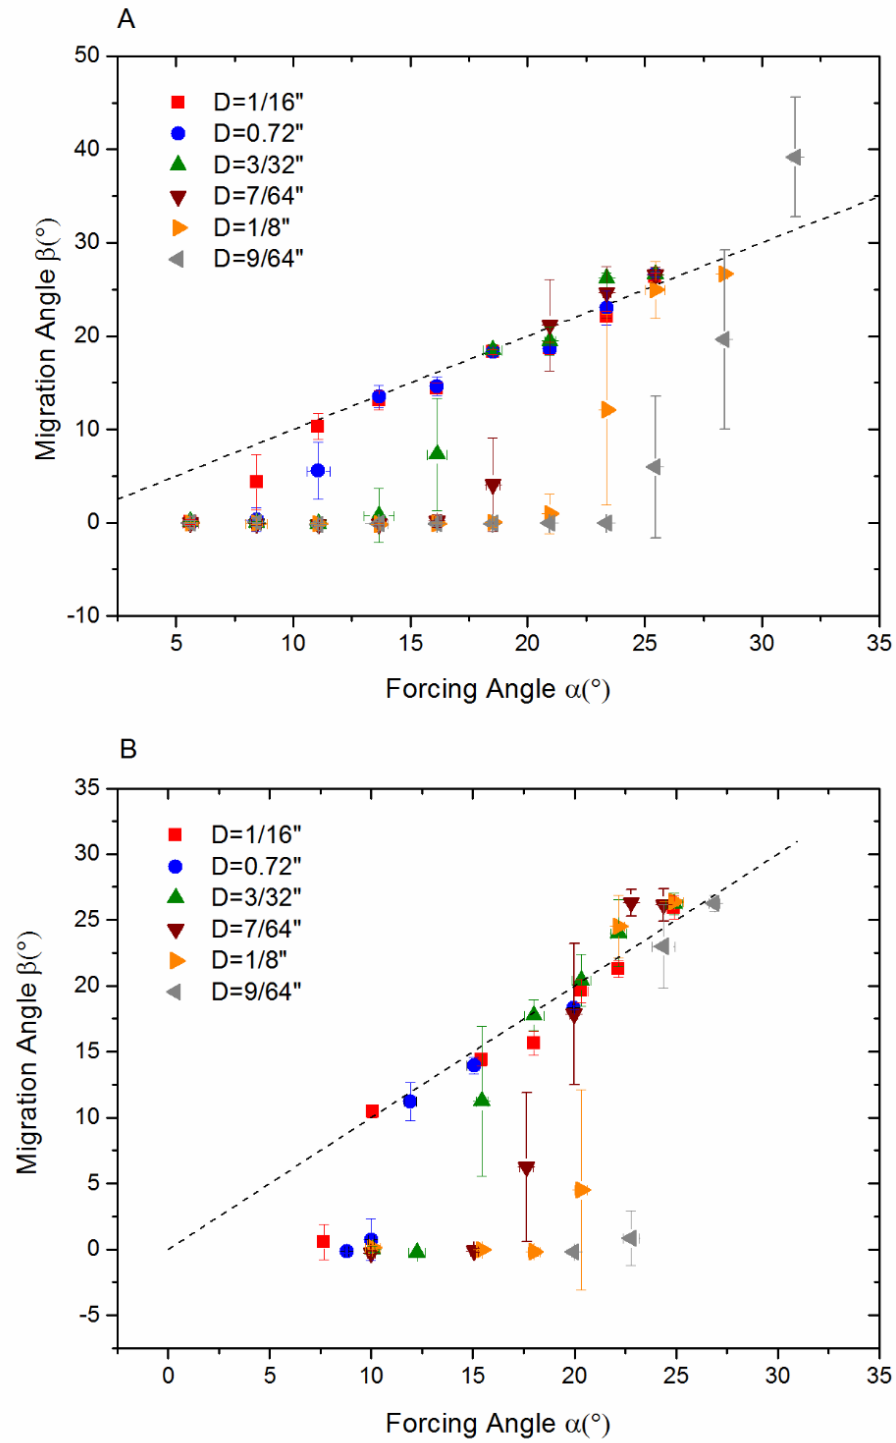 A
50
40
30
20
10
0
-10
Migration Angle β(°)
D=1/16"
D=0.72"
D=3/32"
D=7/64"
D=1/8"
D=9/64"
5 10 15 20 25 30 35
Forcing Angle α(°)
B
35
30
25
20
15
10
5
0
-5
Migration Angle β(°)
D=1/16"
D=0.72"
D=3/32"
D=7/64"
D=1/8"
D=9/64"
0 5 10 15 20 25 30 35
Forcing Angle α(°)